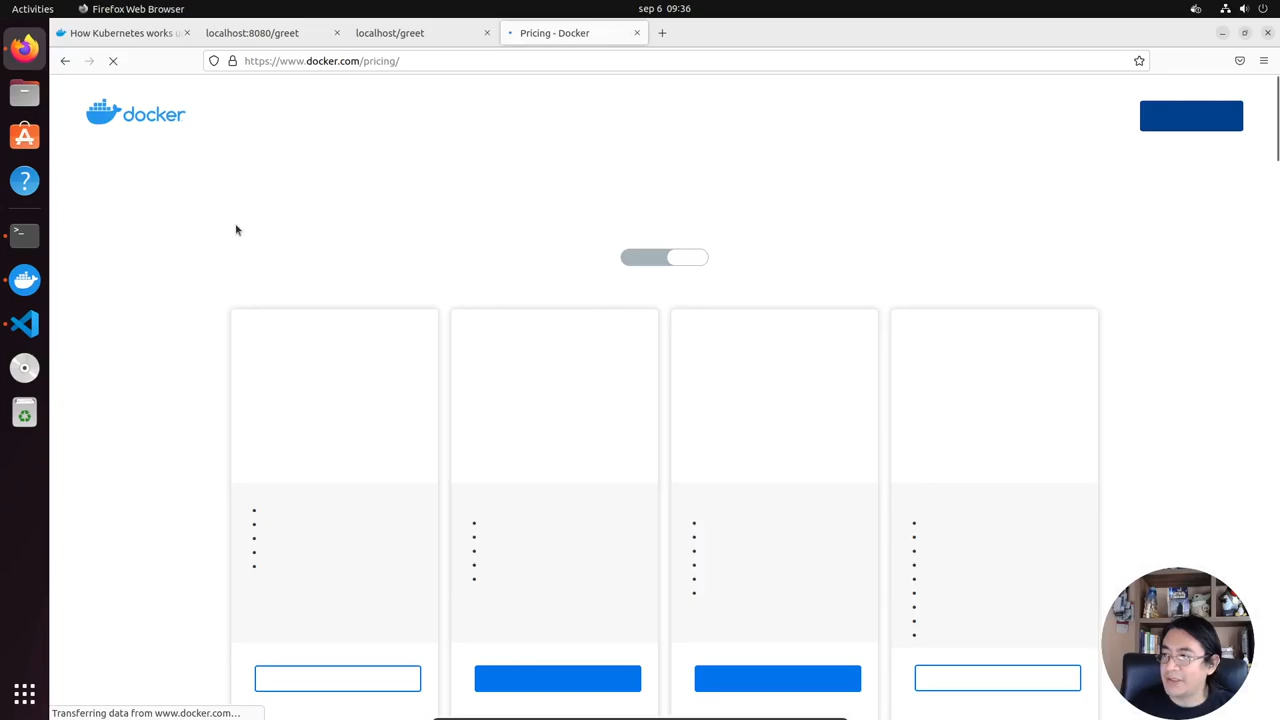 Activities
Firefox Web Browser
sep 6 09:36
How Kubernetes works u
localhost:8080/greet
localhost/greet
Pricing - Docker
https://www.docker.com/pricing/
docker
Transferring data from www.docker.com…